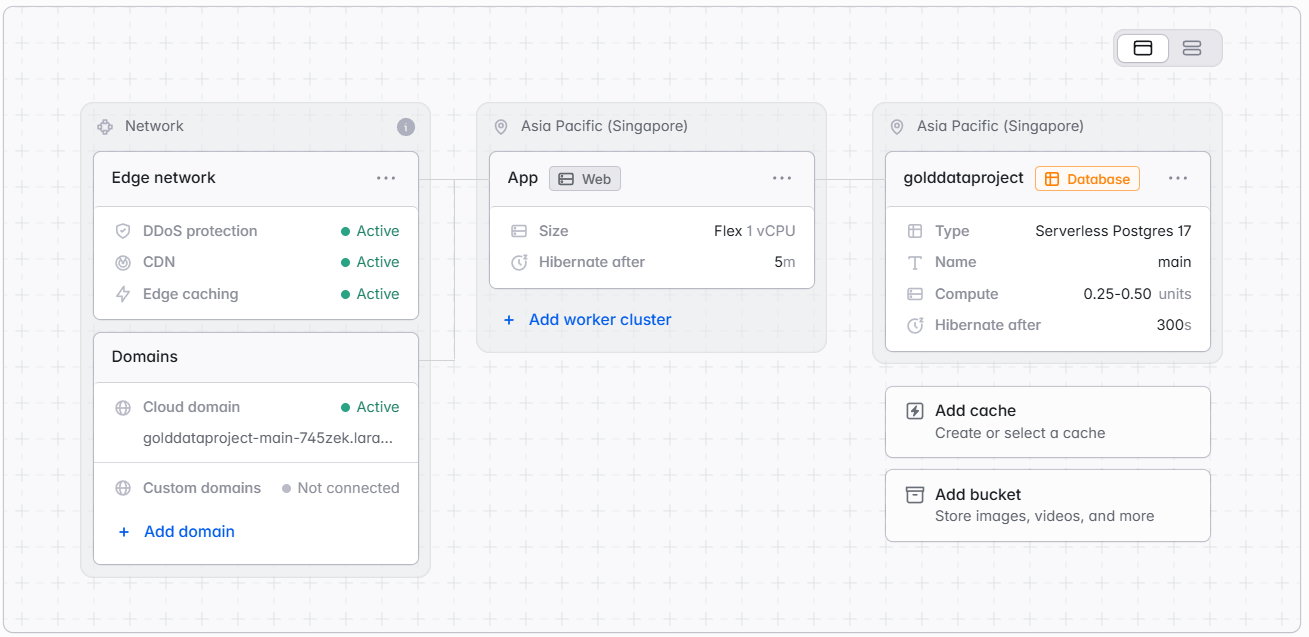 Network
Edge network
DDoS protection Active
CDN Active
Edge caching Active
Domains
Cloud domain Active
golddataproject-main-745zek.lara...
Custom domains Not connected
+ Add domain
Asia Pacific (Singapore)
App Web
Size Flex 1 vCPU
Hibernate after 5m
+ Add worker cluster
Asia Pacific (Singapore)
golddataproject Database
Type Serverless Postgres 17
Name main
Compute 0.25-0.50 units
Hibernate after 300s
Add cache
Create or select a cache
Add bucket
Store images, videos, and more